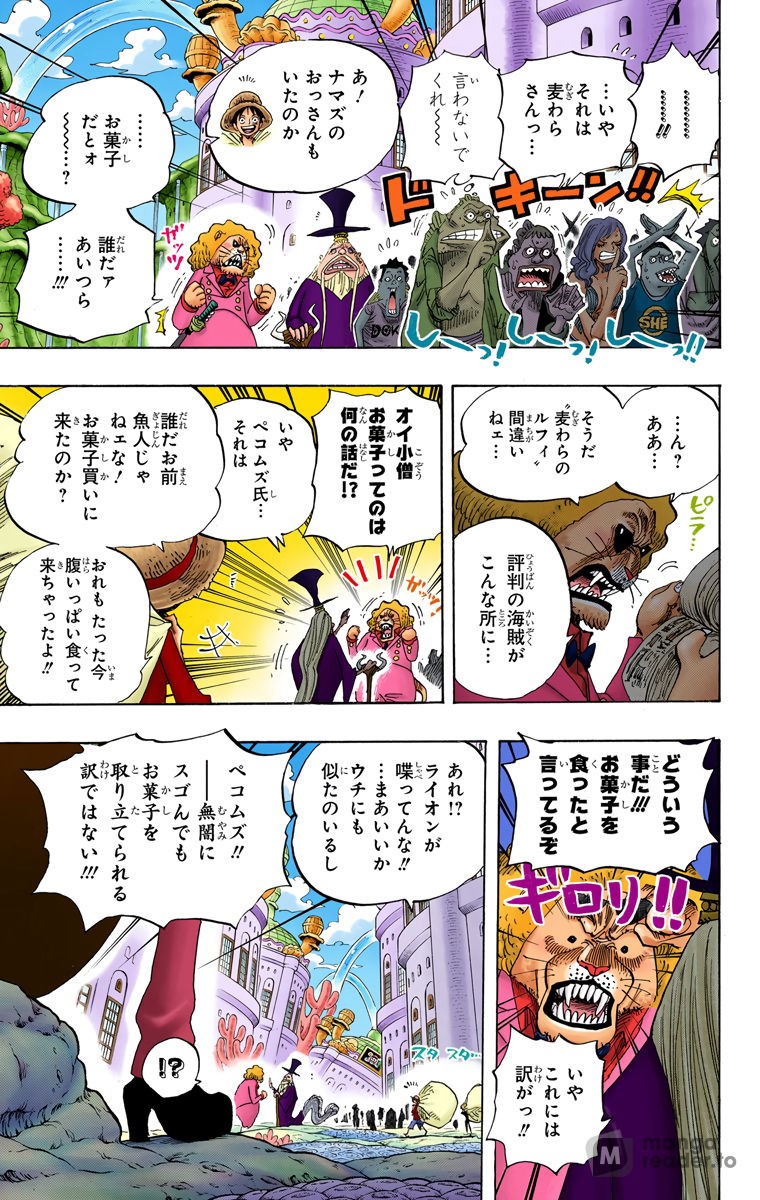 …………!!!
…いや
それは
麦わら
さんっ…
言わないで
くれ〜〜
あ!
ナマズの
おっさんも
いたのか
ドキーン!!
しーっ!
しーっ!
しーっ!!
DOK
SHE
ガッツ
……
お菓子
だとォ
〜〜〜〜〜?
誰だァ
あいつら
……!!!
…ん?
ああ…
そうだ
〝麦わらの
ルフィ〟
間違い
ねェ…
評判の海賊が
こんな所に…
ピラ…
オイ小僧
お菓子ってのは
何の話だ!?
いや
ペコムズ氏…
それは
ガッツ!
誰だお前
魚人じゃ
ねェな!
お菓子買いに
来たのか?
おれもたった今
腹いっぱい食って
来ちゃったよ!!
どういう
事だ!!!
お菓子を
食ったと
言ってるぞ
ギロリ!!
いや
これには
訳がっ!!
あれ!?
ライオンが
喋ってんな!!
…まあいいか
ウチにも
似たのいるし
ペコムズ!!
──無闇に
スゴんでも
お菓子を
取り立てられる
訳ではない!!!
スタスタ…
!?
manga
reader.to